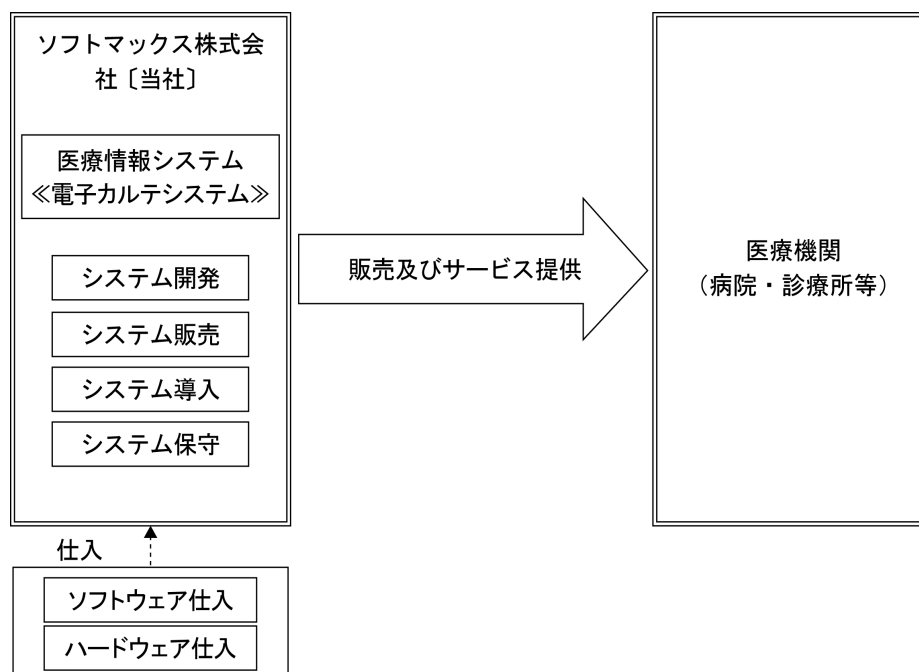 ソフトマックス株式会
社〔当社〕
医療情報システム
≪電子カルテシステム≫
システム開発
システム販売
システム導入
システム保守
販売及びサービス提供
医療機関
（病院・診療所等）
仕入
ソフトウェア仕入
ハードウェア仕入